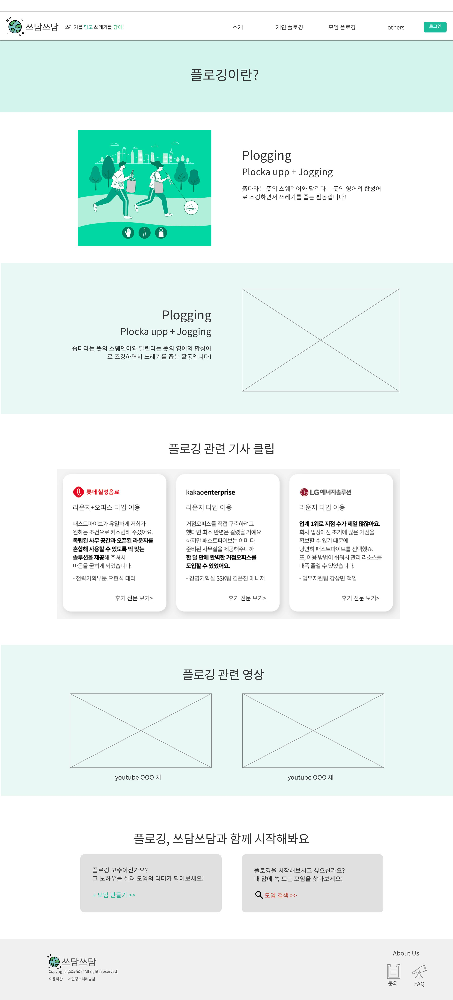 쓰담쓰담
쓰레기를 담고 쓰레기를 담아!
소개
개인 플로깅
모임 플로깅
others
로그인
플로깅이란?
Plogging
Plocka upp + Jogging
줍다라는 뜻의 스웨덴어와 달린다는 뜻의 영어의 합성어
로 조깅하면서 쓰레기를 줍는 활동입니다!
Plogging
Plocka upp + Jogging
줍다라는 뜻의 스웨덴어와 달린다는 뜻의 영어의 합성어
로 조깅하면서 쓰레기를 줍는 활동입니다!
플로깅 관련 기사 클립
롯데칠성음료
라운지+오피스 타입 이용
패스트파이브가 유일하게 저희가
원하는 조건으로 커스텀해 주셨어요.
독립된 사무 공간과 오픈된 라운지를
혼합해 사용할 수 있도록 딱 맞는
솔루션을 제공해 주셔서
마음을 굳히게 되었습니다.
- 전략기획부문 오현석 대리
후기 전문 보기>
kakaoenterprise
라운지 타입 이용
거점오피스를 직접 구축하려고
했다면 최소 반년은 걸렸을 거예요.
하지만 패스트파이브는 이미 다
준비된 사무실을 제공해주니까
한 달 만에 완벽한 거점오피스를
도입할 수 있었어요.
- 경영기획실 SSK팀 김은진 매니저
후기 전문 보기>
LG에너지솔루션
라운지 타입 이용
업계 1위로 지점 수가 제일 많잖아요.
회사 입장에선 초기에 많은 거점을
확보할 수 있기 때문에
당연히 패스트파이브를 선택했죠.
또, 이용 방법이 쉬워서 관리 리소스를
대폭 줄일 수 있었습니다.
- 업무지원팀 강상민 책임
후기 전문 보기>
플로깅 관련 영상
youtube OOO 채
youtube OOO 채
플로깅, 쓰담쓰담과 함께 시작해봐요
플로깅 고수이신가요?
그 노하우를 살려 모임의 리더가 되어보세요!
+ 모임 만들기 >>
플로깅을 시작해보시고 싶으신가요?
내 맘에 쏙 드는 모임을 찾아보세요!
모임 검색 >>
쓰담쓰담
Copyright @쓰담쓰담 All rights reserved
이용약관 개인정보처리방침
About Us
문의
FAQ